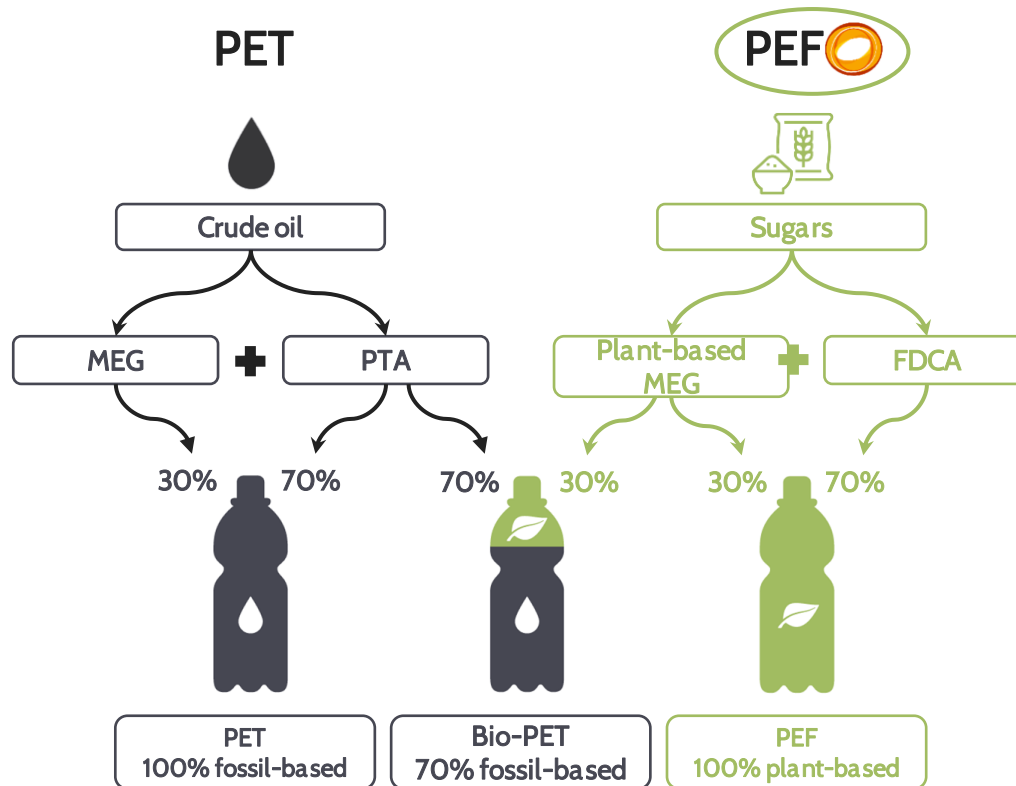 PET
PEF
Crude oil
Sugars
MEG
PTA
Plant-based
MEG
FDCA
30%
70%
70%
30%
30%
70%
PET
100% fossil-based
Bio-PET
70% fossil-based
PEF
100% plant-based